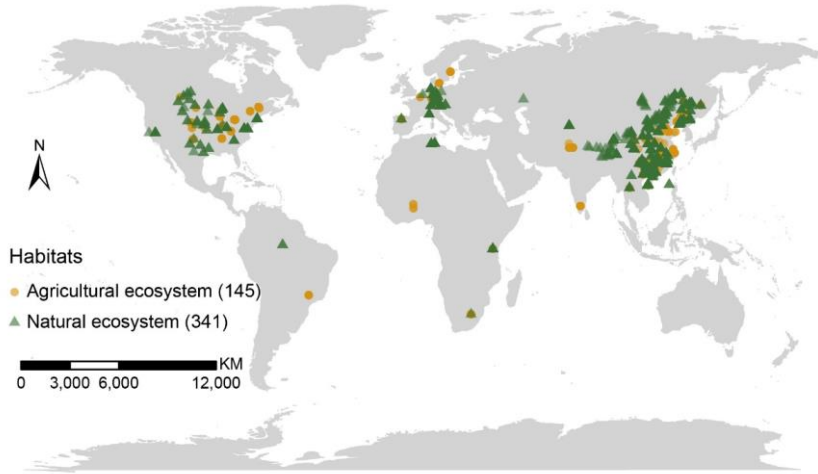 N
Habitats
Agricultural ecosystem (145)
Natural ecosystem (341)
KM
0 3,000 6,000 12,000